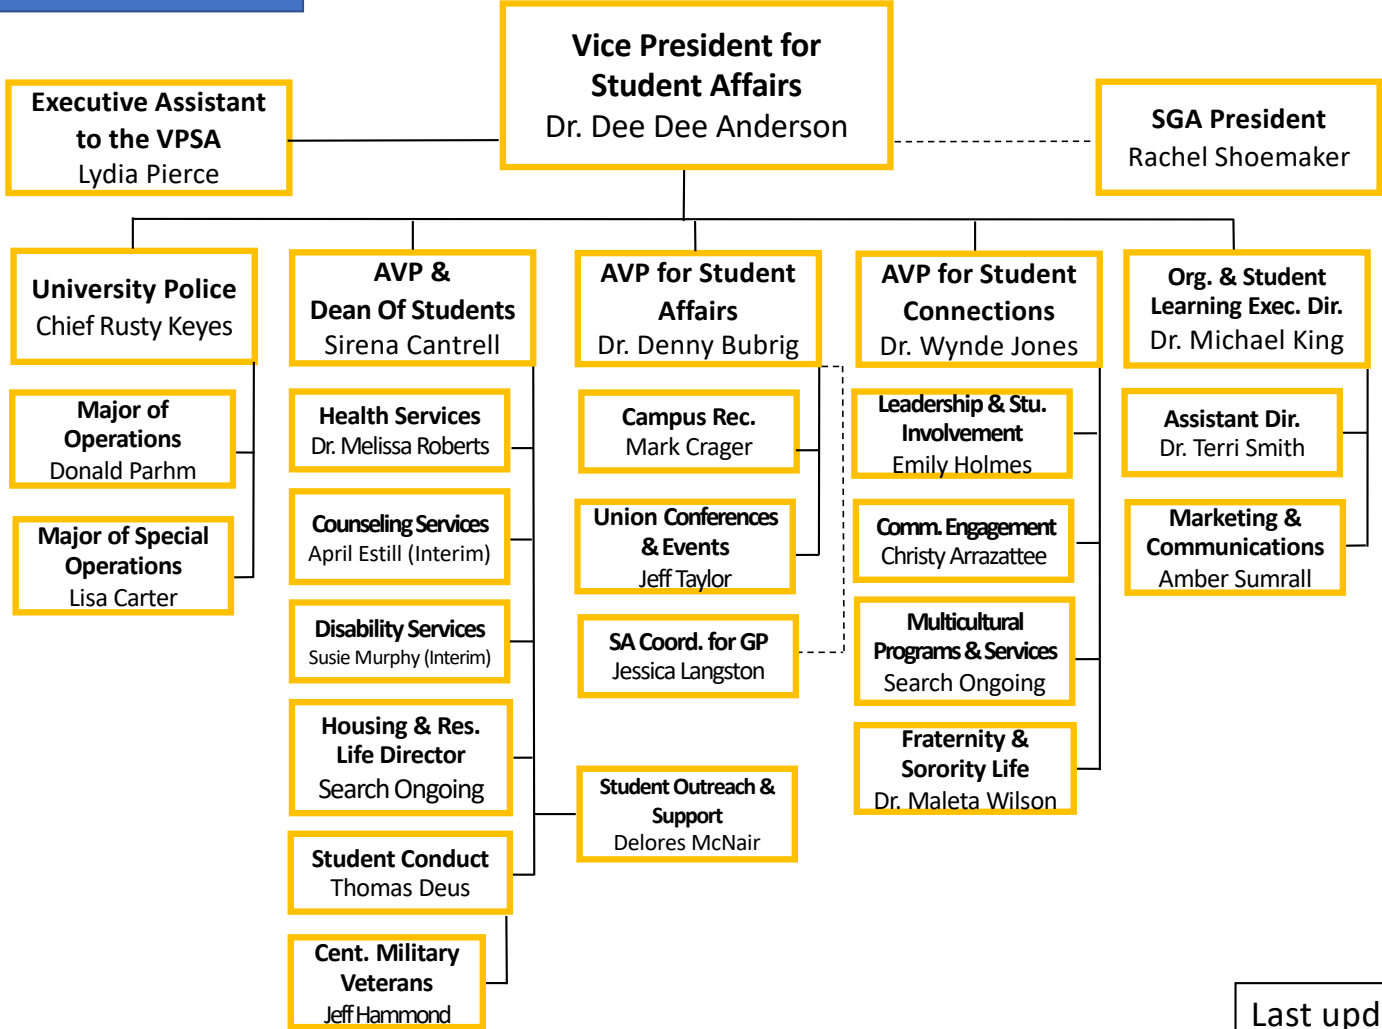 Vice President for
Student Affairs
Dr. Dee Dee Anderson
Executive Assistant
to the VPSA
Lydia Pierce
SGA President
Rachel Shoemaker
University Police
Chief Rusty Keyes
Major of
Operations
Donald Parhm
Major of Special
Operations
Lisa Carter
AVP &
Dean Of Students
Sirena Cantrell
Health Services
Dr. Melissa Roberts
Counseling Services
April Estill (Interim)
Disability Services
Susie Murphy (Interim)
Housing & Res.
Life Director
Search Ongoing
Student Conduct
Thomas Deus
Cent. Military
Veterans
Jeff Hammond
Student Outreach &
Support
Delores McNair
AVP for Student
Affairs
Dr. Denny Bubrig
Campus Rec.
Mark Crager
Union Conferences
& Events
Jeff Taylor
SA Coord. for GP
Jessica Langston
AVP for Student
Connections
Dr. Wynde Jones
Leadership & Stu.
Involvement
Emily Holmes
Comm. Engagement
Christy Arrazattee
Multicultural
Programs & Services
Search Ongoing
Fraternity &
Sorority Life
Dr. Maleta Wilson
Org. & Student
Learning Exec. Dir.
Dr. Michael King
Assistant Dir.
Dr. Terri Smith
Marketing &
Communications
Amber Sumrall
Last upd